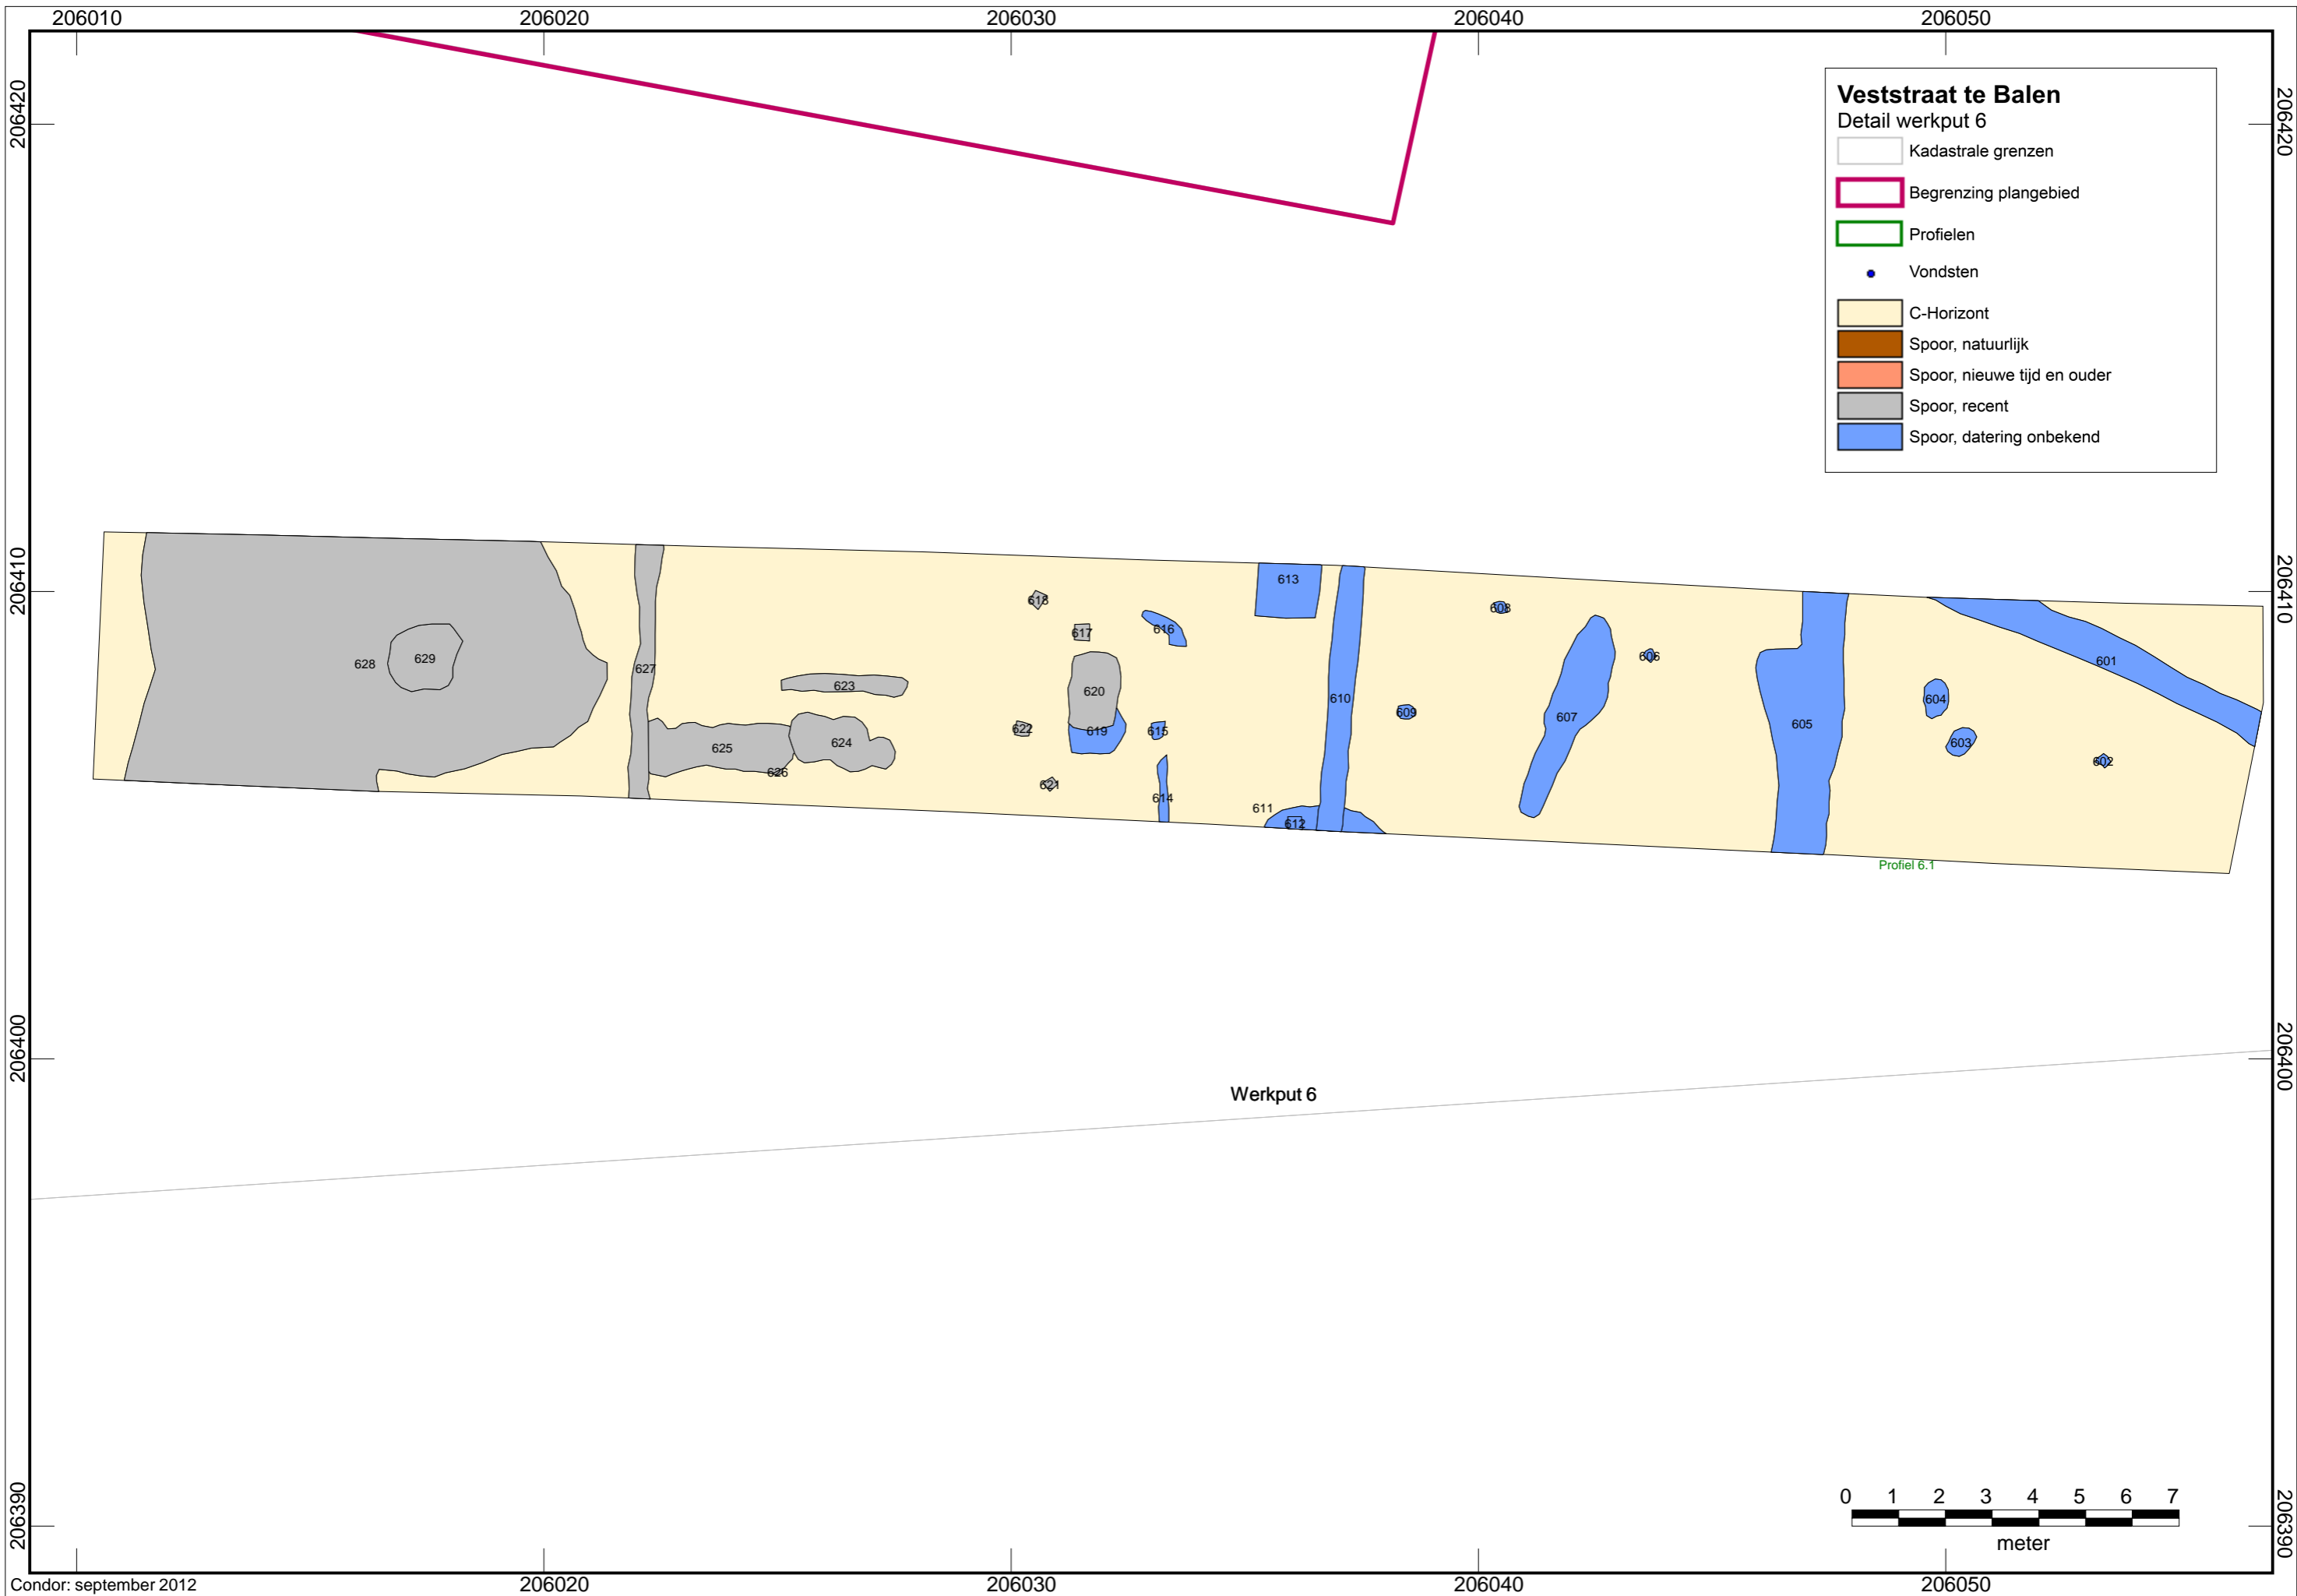 206010 206020 206030 206040 206050
206420 206420
Veststraat te Balen
Detail werkput 6
Kadastrale grenzen
Begrenzing plangebied
Profielen
Vondsten
C-Horizont
Spoor, natuurlijk
Spoor, nieuwe tijd en ouder
Spoor, recent
Spoor, datering onbekend
206410 206410
613
618
608
617
616
606
629
628
601
627
623
620
610
604
609
607
622
619
615
605
624
603
625
626
602
621
614
611
612
Profiel 6.1
206400 206400
Werkput 6
0 1 2 3 4 5 6 7
meter
206390 206390
Condor: september 2012
206020 206030 206040 206050